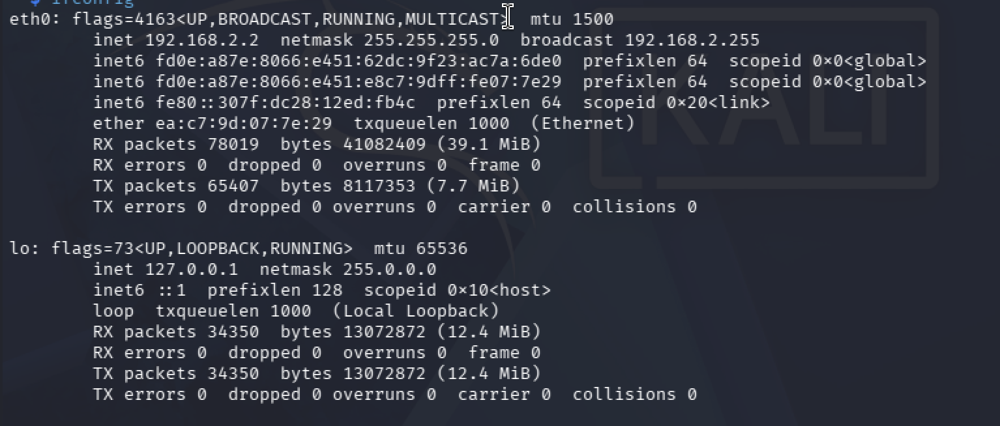 $ ifconfig
eth0: flags=4163<UP,BROADCAST,RUNNING,MULTICAST>  mtu 1500
        inet 192.168.2.2  netmask 255.255.255.0  broadcast 192.168.2.255
        inet6 fd0e:a87e:8066:e451:62dc:9f23:ac7a:6de0  prefixlen 64  scopeid 0×0<global>
        inet6 fd0e:a87e:8066:e451:e8c7:9dff:fe07:7e29  prefixlen 64  scopeid 0×0<global>
        inet6 fe80::307f:dc28:12ed:fb4c  prefixlen 64  scopeid 0×20<link>
        ether ea:c7:9d:07:7e:29  txqueuelen 1000  (Ethernet)
        RX packets 78019  bytes 41082409 (39.1 MiB)
        RX errors 0  dropped 0  overruns 0  frame 0
        TX packets 65407  bytes 8117353 (7.7 MiB)
        TX errors 0  dropped 0 overruns 0  carrier 0  collisions 0

lo: flags=73<UP,LOOPBACK,RUNNING>  mtu 65536
        inet 127.0.0.1  netmask 255.0.0.0
        inet6 ::1  prefixlen 128  scopeid 0×10<host>
        loop  txqueuelen 1000  (Local Loopback)
        RX packets 34350  bytes 13072872 (12.4 MiB)
        RX errors 0  dropped 0  overruns 0  frame 0
        TX packets 34350  bytes 13072872 (12.4 MiB)
        TX errors 0  dropped 0 overruns 0  carrier 0  collisions 0
KALI